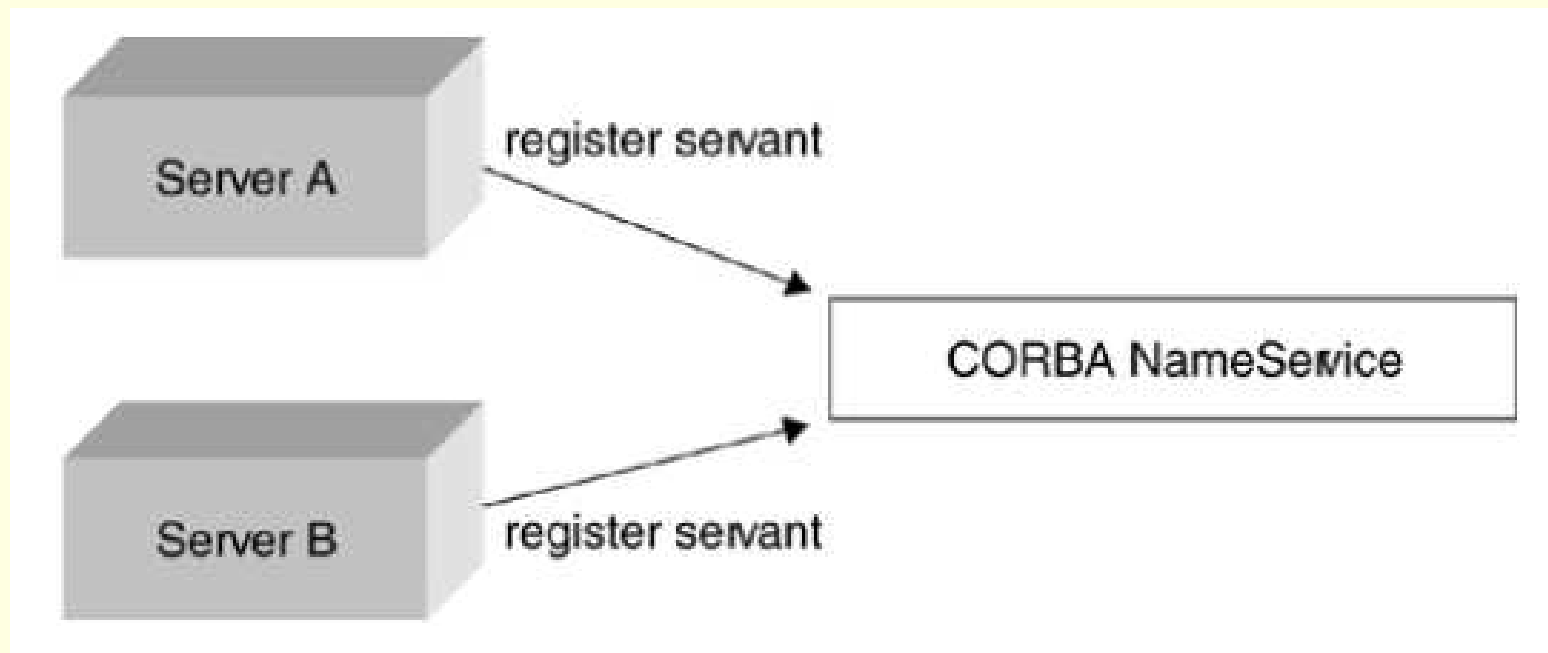 Server A
register servant
CORBA NameService
Server B
register servant